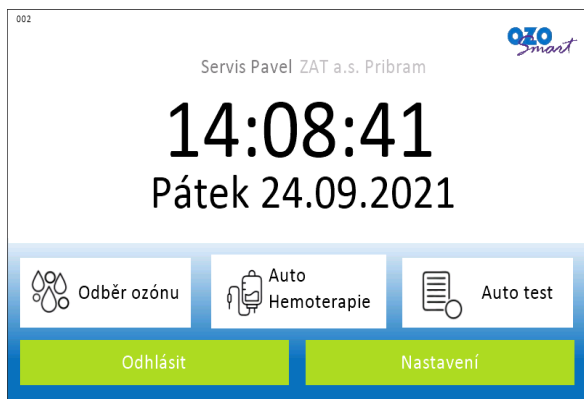 002
OZO
Smart
Servis Pavel ZAT a.s. Pribram
14:08:41
Pátek 24.09.2021
Odběr ozónu
Auto
Hemoterapie
Auto test
Odhlásit
Nastavení